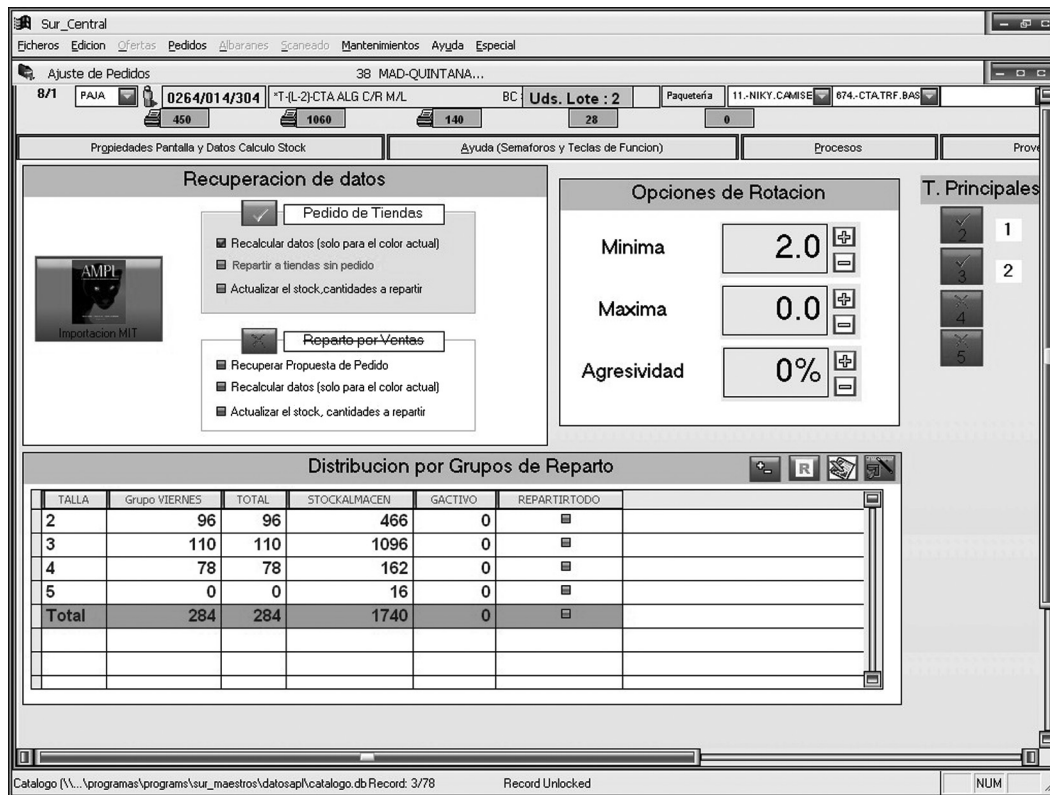 Sur_Central
Ficheros Edicion Ofertas Pedidos Albaranes Scaneado Mantenimientos Ayuda Especial
Ajuste de Pedidos 38 MAD-QUINTANA...
8/1 PAJA 0264/014/304 *T-(L-2)-CTA ALG C/R M/L BC: Uds. Lote : 2 Paquetería 11.-NIKY.CAMISE 674.-CTA.TRF.BAS
450 1060 140 28 0
Propiedades Pantalla y Datos Calculo Stock Ayuda (Semaforos y Teclas de Funcion) Procesos Prove
Recuperacion de datos
Pedido de Tiendas
Recalcular datos (solo para el color actual)
Repartir a tiendas sin pedido
Actualizar el stock,cantidades a repartir
AMPL
Importacion MIT
Reparto por Ventas
Recuperar Propuesta de Pedido
Recalcular datos (solo para el color actual)
Actualizar el stock, cantidades a repartir
Opciones de Rotacion
Minima 2.0
Maxima 0.0
Agresividad 0%
T. Principales
2 1
3 2
4
5
Distribucion por Grupos de Reparto
R
TALLA Grupo VIERNES TOTAL STOCKALMACEN GACTIVO REPARTIRTODO
2 96 96 466 0
3 110 110 1096 0
4 78 78 162 0
5 0 0 16 0
Total 284 284 1740 0
Catalogo (\\...\programas\programs\sur_maestros\datosapl\catalogo.db Record: 3/78 Record Unlocked NUM